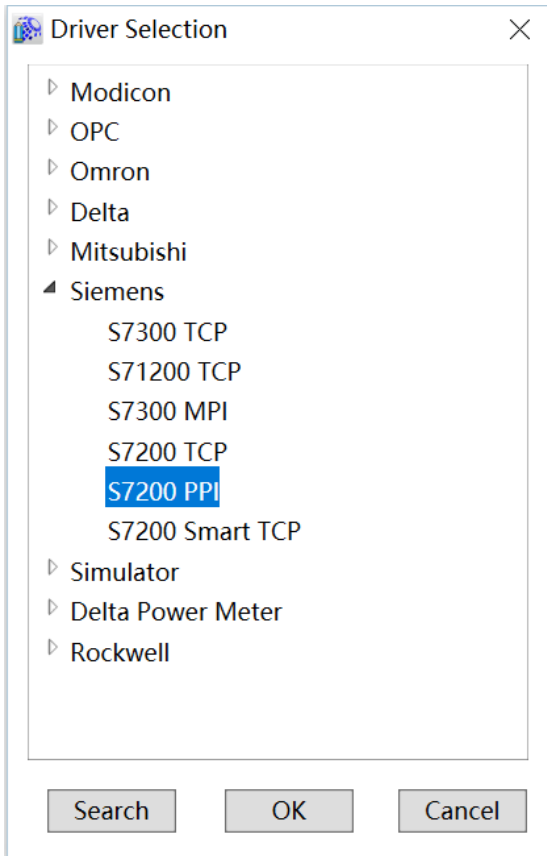 Driver Selection
Modicon
OPC
Omron
Delta
Mitsubishi
Siemens
S7300 TCP
S71200 TCP
S7300 MPI
S7200 TCP
S7200 PPI
S7200 Smart TCP
Simulator
Delta Power Meter
Rockwell
Search OK Cancel